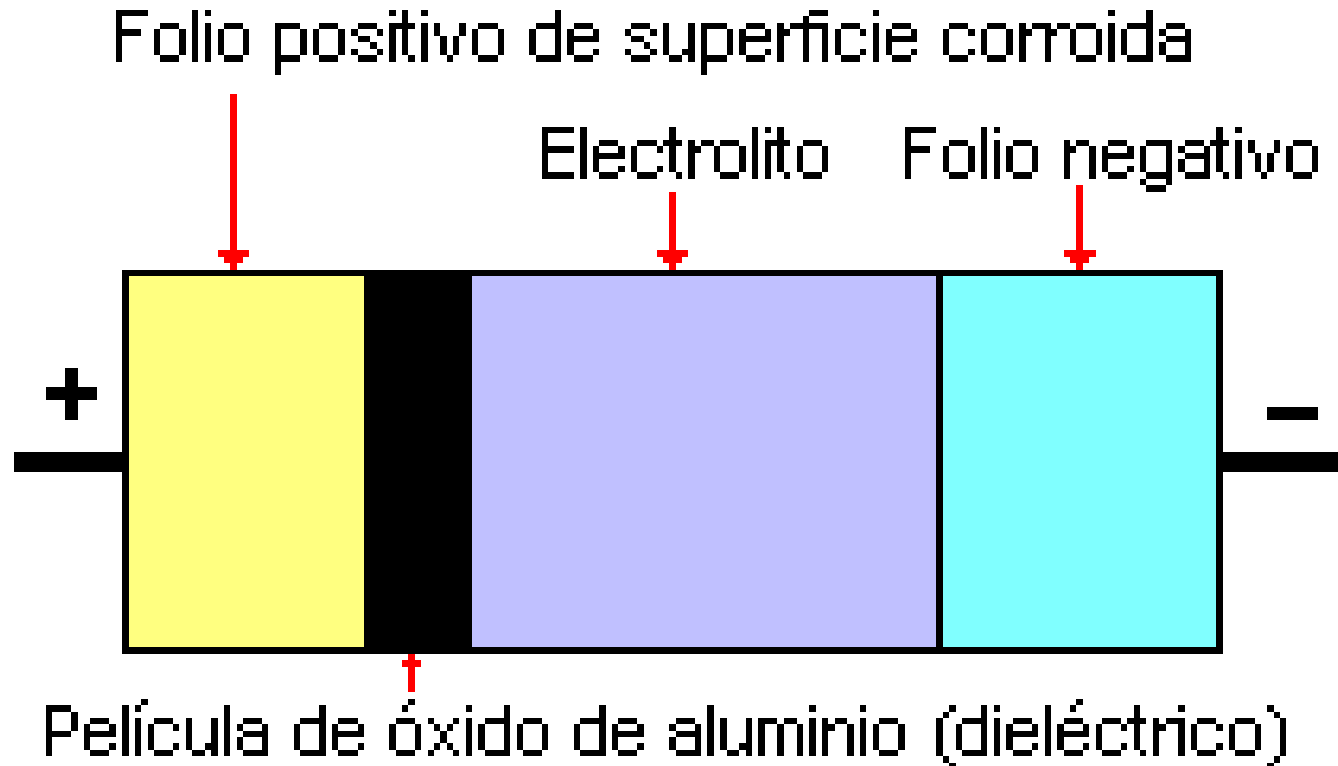 Folio positivo de superficie corroida
Electrolito
Folio negativo
+
−
Película de óxido de aluminio (dieléctrico)